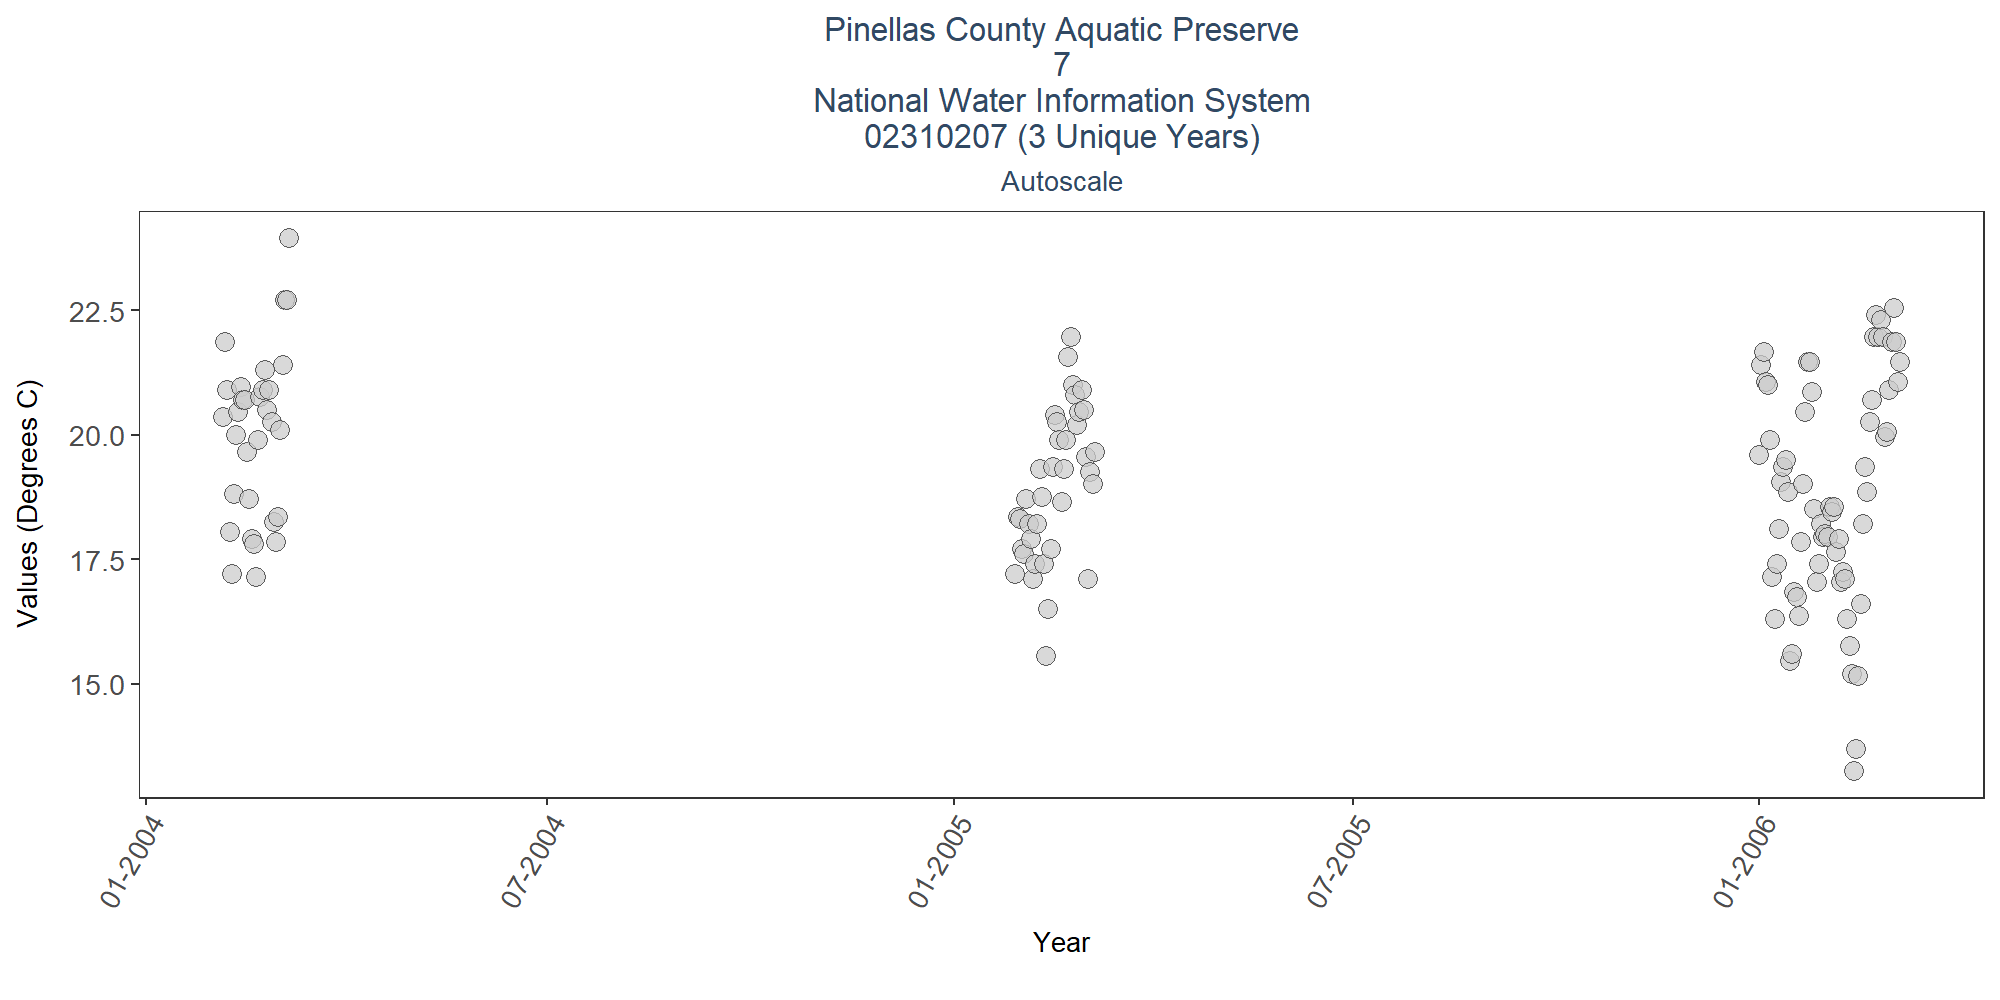 Pinellas County Aquatic Preserve
7
National Water Information System
02310207 (3 Unique Years)
Autoscale
Values (Degrees C)
22.5
20.0
17.5
15.0
01-2004
07-2004
01-2005
07-2005
01-2006
Year